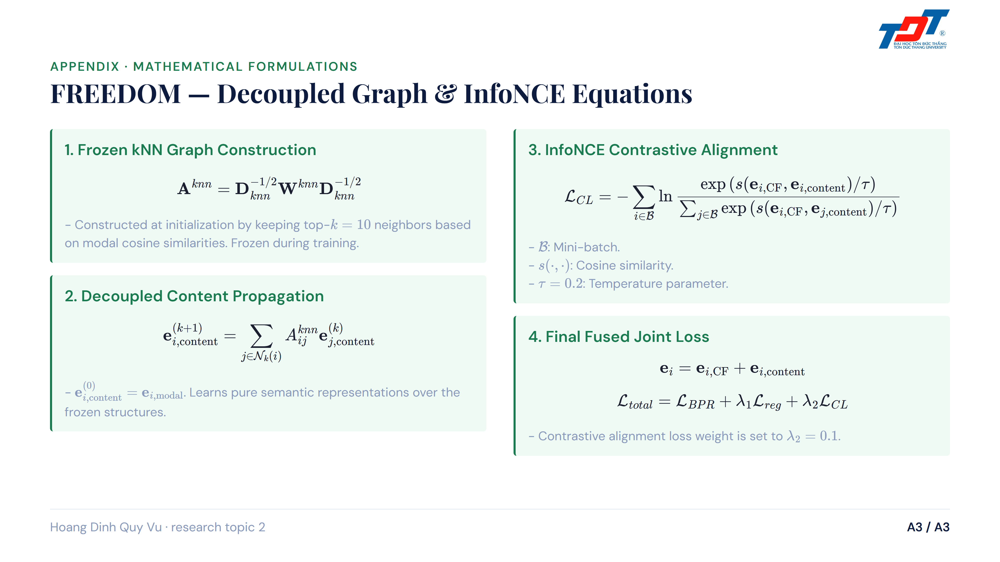 TDT®
ĐẠI HỌC TÔN ĐỨC THẮNG
TON DUC THANG UNIVERSITY
APPENDIX · MATHEMATICAL FORMULATIONS
FREEDOM — Decoupled Graph & InfoNCE Equations
1. Frozen kNN Graph Construction
$\mathbf{A}^{knn} = \mathbf{D}_{knn}^{-1/2} \mathbf{W}^{knn} \mathbf{D}_{knn}^{-1/2}$
- Constructed at initialization by keeping top-$k = 10$ neighbors based
on modal cosine similarities. Frozen during training.
2. Decoupled Content Propagation
$\mathbf{e}_{i,\text{content}}^{(k+1)} = \sum_{j \in \mathcal{N}_k(i)} A_{ij}^{knn} \mathbf{e}_{j,\text{content}}^{(k)}$
- $\mathbf{e}_{i,\text{content}}^{(0)} = \mathbf{e}_{i,\text{modal}}$. Learns pure semantic representations over the
frozen structures.
3. InfoNCE Contrastive Alignment
$\mathcal{L}_{CL} = -\sum_{i \in \mathcal{B}} \ln \frac{\exp(s(\mathbf{e}_{i,\text{CF}}, \mathbf{e}_{i,\text{content}})/\tau)}{\sum_{j \in \mathcal{B}} \exp(s(\mathbf{e}_{i,\text{CF}}, \mathbf{e}_{j,\text{content}})/\tau)}$
- $\mathcal{B}$: Mini-batch.
- $s(\cdot, \cdot)$: Cosine similarity.
- $\tau = 0.2$: Temperature parameter.
4. Final Fused Joint Loss
$\mathbf{e}_i = \mathbf{e}_{i,\text{CF}} + \mathbf{e}_{i,\text{content}}$
$\mathcal{L}_{total} = \mathcal{L}_{BPR} + \lambda_1 \mathcal{L}_{reg} + \lambda_2 \mathcal{L}_{CL}$
- Contrastive alignment loss weight is set to $\lambda_2 = 0.1$.
Hoang Dinh Quy Vu · research topic 2
A3 / A3